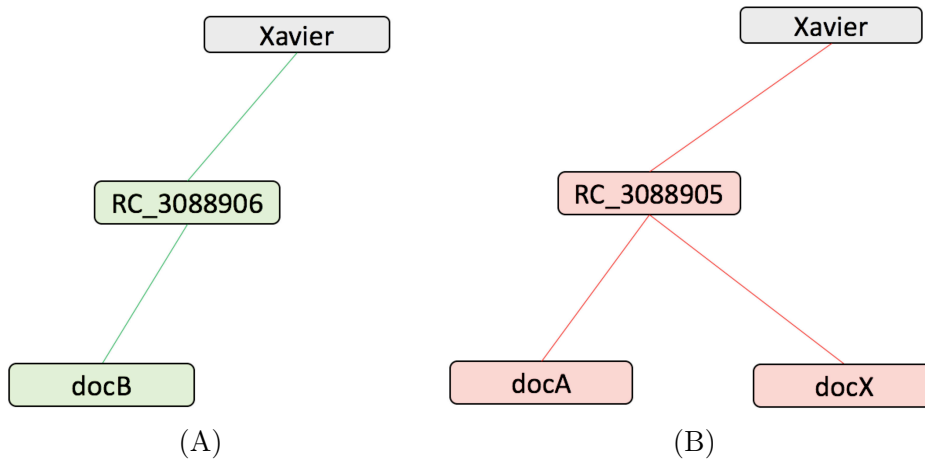 Xavier
RC_3088906
docB
(A)
Xavier
RC_3088905
docA
docX
(B)